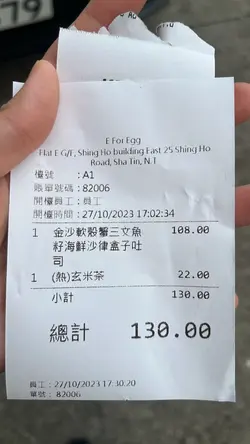 79
E For Egg
Flat E G/F, Shing Ho building East 25 Shing Ho
Road, Sha Tin, N.T
檯號 : A1
賬單號碼 : 82006
開檯員工 : 員工
開檯時間 : 27/10/2023 17:02:34
1 金沙軟殼蟹三文魚 108.00
籽海鮮沙律盒子吐
司
1 (熱)玄米茶 22.00
小計 130.00
總計 130.00
員工 : 27/10/2023 17:30:20
單號 : 82006